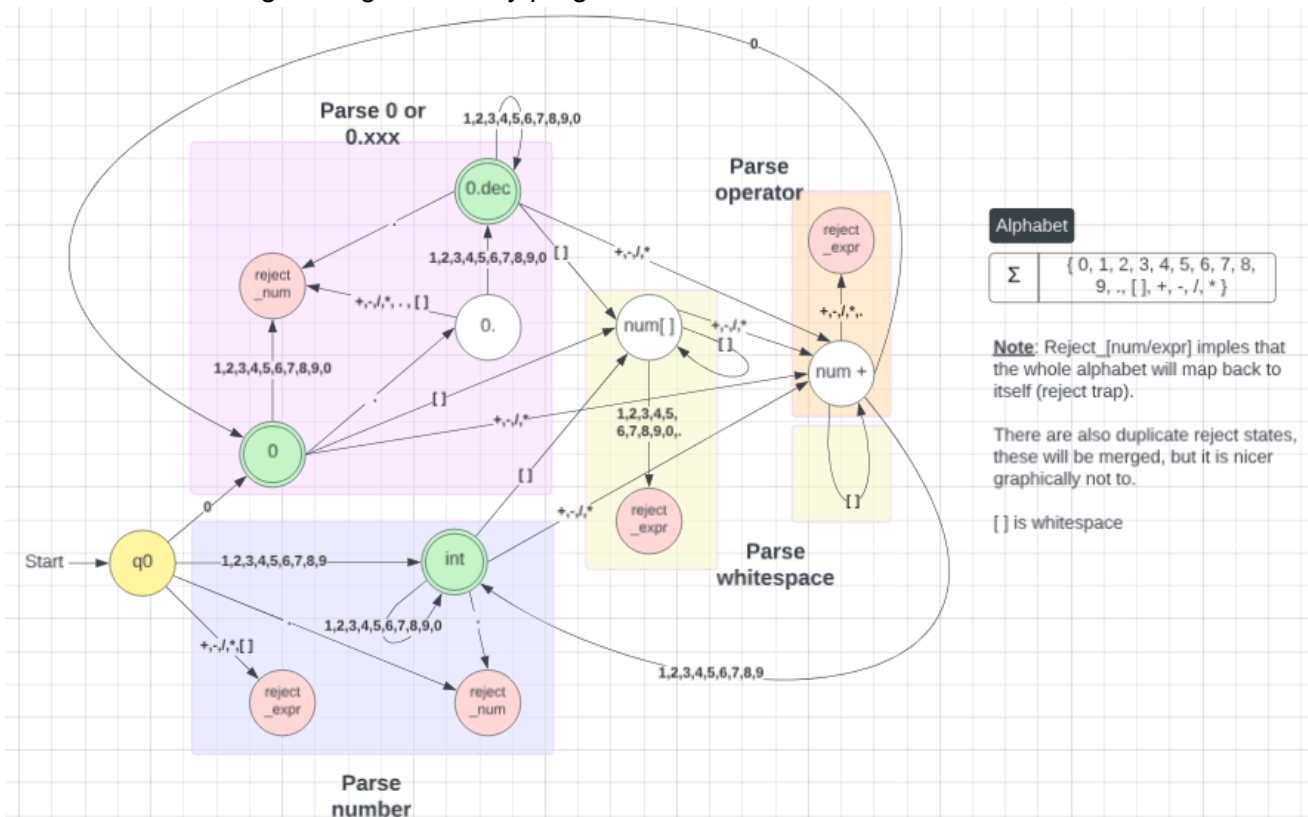 0
Parse 0 or
0.xxx
1,2,3,4,5,6,7,8,9,0
0.dec
Parse
operator
.
[ ]
+,-,/,*
reject
_expr
1,2,3,4,5,6,7,8,9,0
reject
_num
+,-,/,*, . , [ ]
0.
num[ ]
+,-,/,*
[ ]
+,-,/,*,.
num +
1,2,3,4,5,6,7,8,9,0
.
[ ]
+,-,/,*
1,2,3,4,5,
6,7,8,9,0,.
0
[ ]
[ ]
0
+,-,/,*
reject
_expr
Start
q0
1,2,3,4,5,6,7,8,9
int
Parse
whitespace
.
1,2,3,4,5,6,7,8,9,0
.
+,-,/,*,[ ]
1,2,3,4,5,6,7,8,9
reject
_expr
reject
_num
Parse
number
Alphabet
Σ
{ 0, 1, 2, 3, 4, 5, 6, 7, 8,
9, ., [ ], +, -, /, * }
Note: Reject_[num/expr] imples that
the whole alphabet will map back to
itself (reject trap).
There are also duplicate reject states,
these will be merged, but it is nicer
graphically not to.
[ ] is whitespace